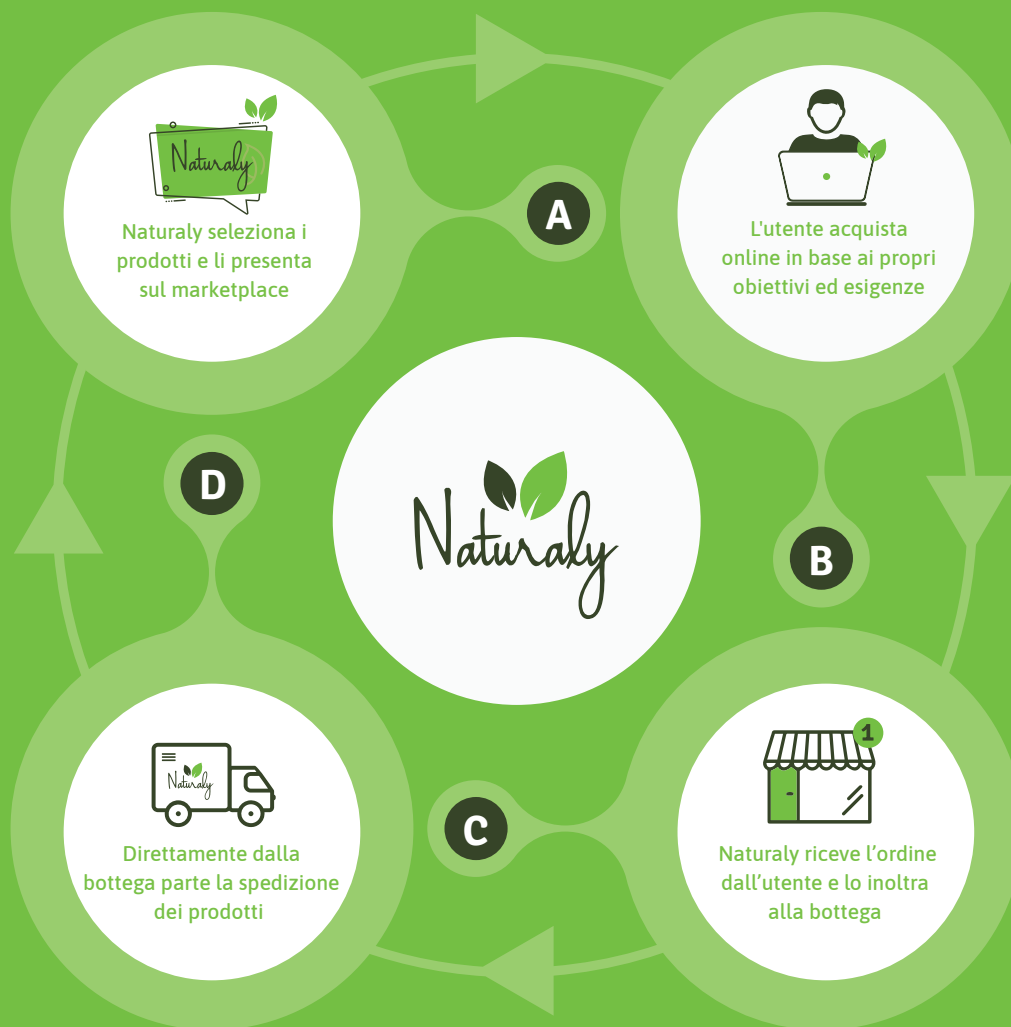 Naturaly
Naturaly seleziona i
prodotti e li presenta
sul marketplace
A
L'utente acquista
online in base ai propri
obiettivi ed esigenze
D
Naturaly
B
Naturaly
Direttamente dalla
bottega parte la spedizione
dei prodotti
C
1
Naturaly riceve l’ordine
dall’utente e lo inoltra
alla bottega